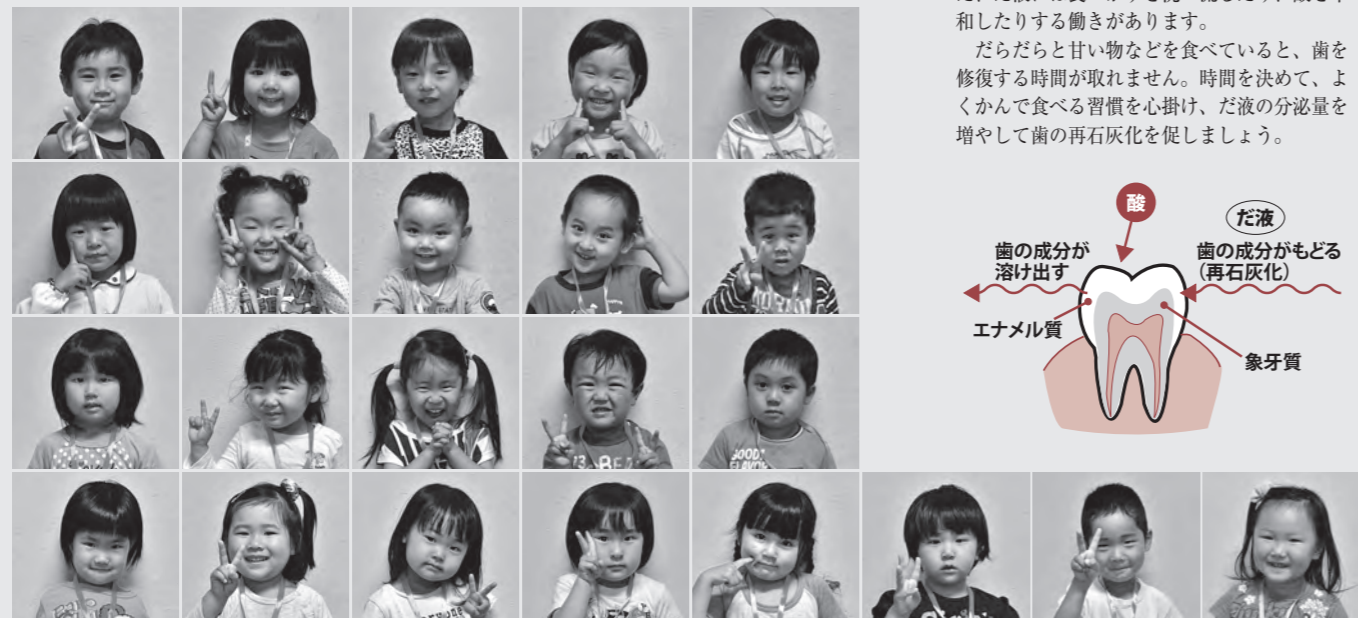 和したりする働きがあります。
　だらだらと甘い物などを食べていると、歯を
修復する時間が取れません。時間を決めて、よ
くかんで食べる習慣を心掛け、だ液の分泌量を
増やして歯の再石灰化を促しましょう。
酸
だ液
歯の成分が
溶け出す
歯の成分がもどる
（再石灰化）
エナメル質
象牙質